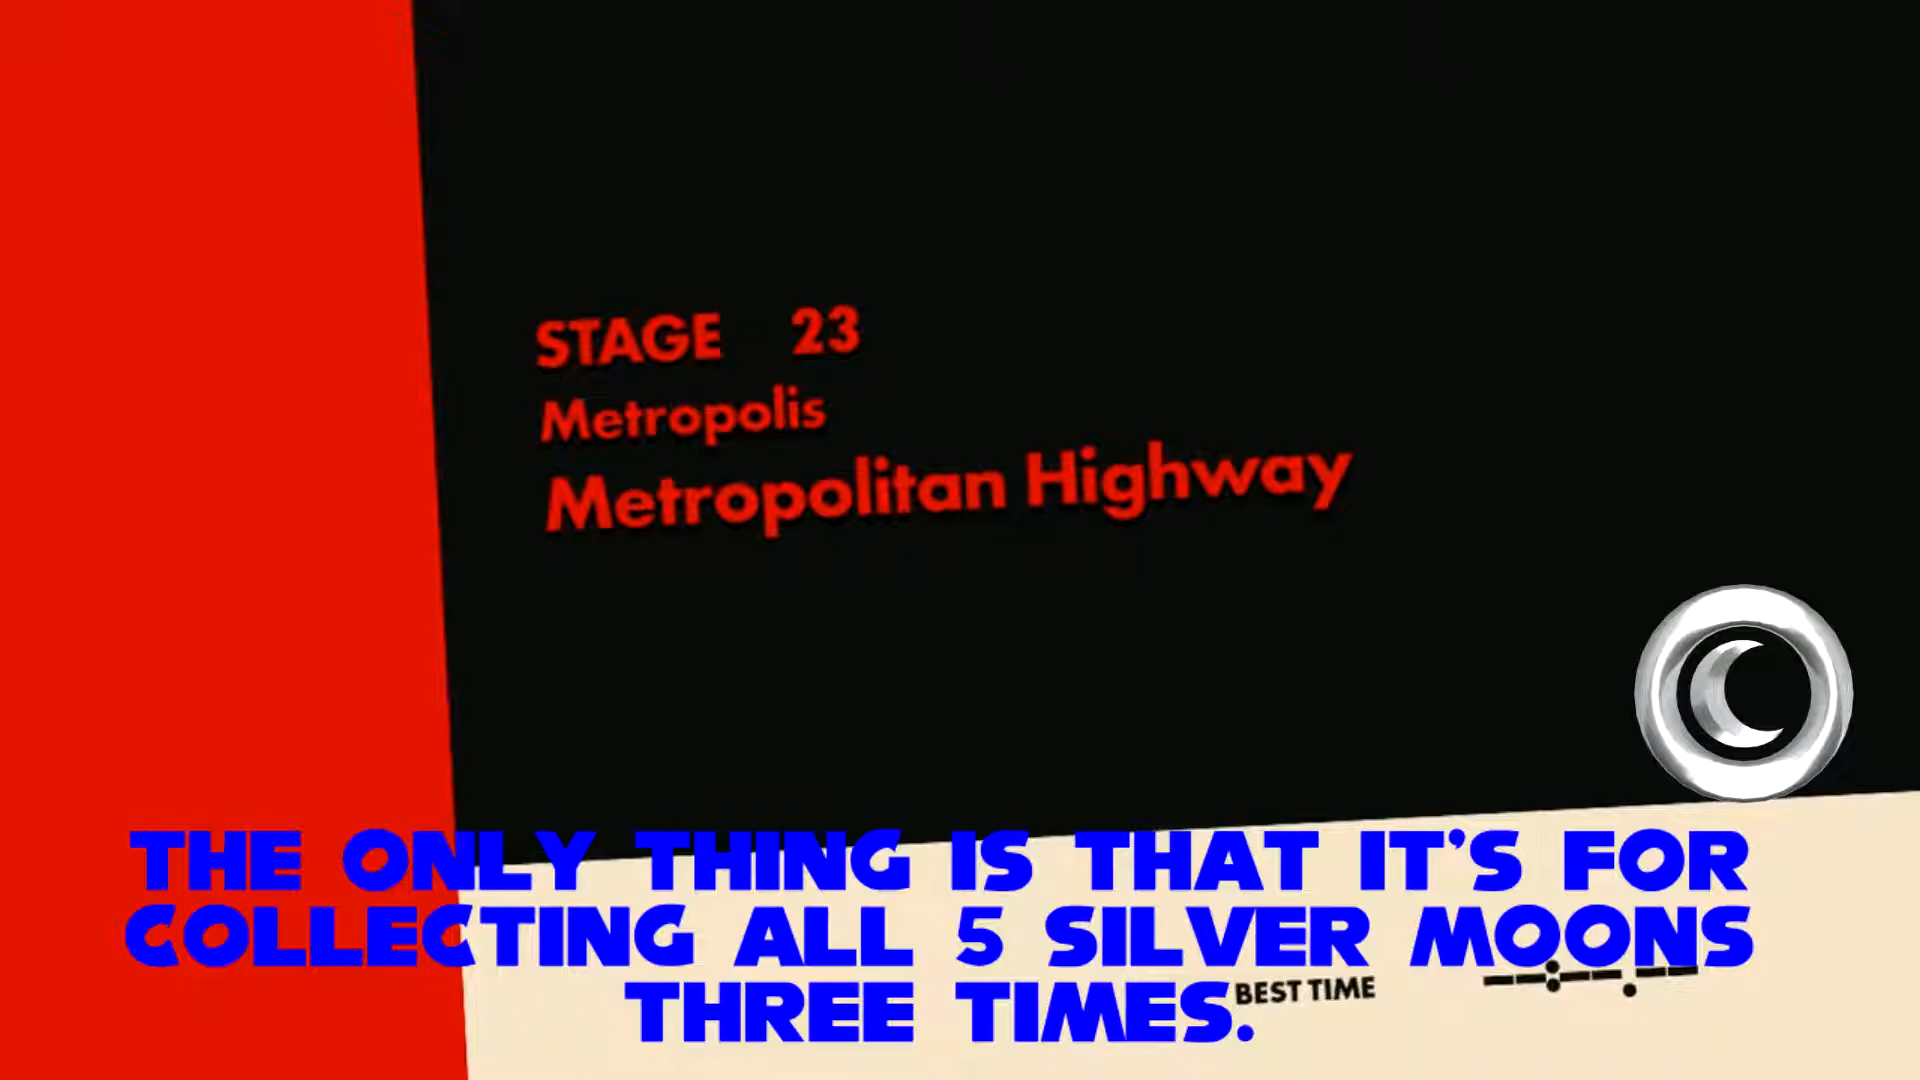 STAGE 23
Metropolis
Metropolitan Highway
THE ONLY THING IS THAT IT'S FOR
COLLECTING ALL 5 SILVER MOONS
THREE TIMES.
BEST TIME --:--.--